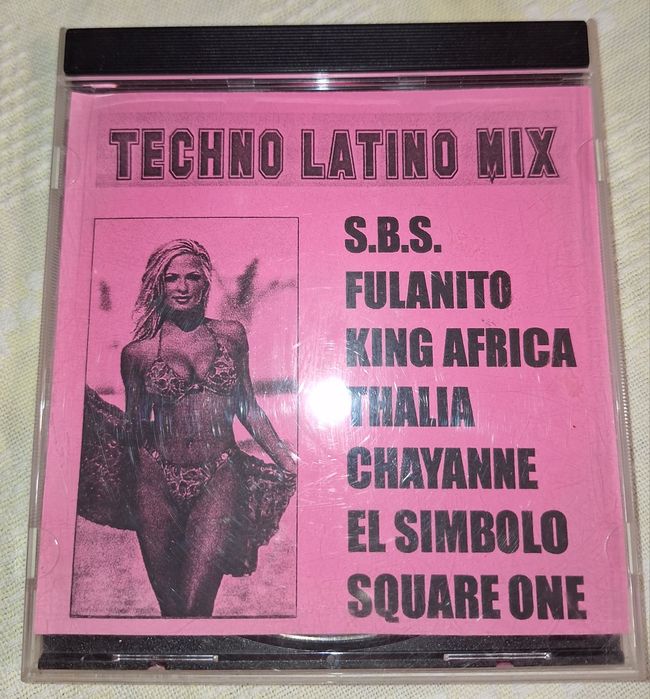 TECHNO LATINO MIX
S.B.S.
FULANITO
KING AFRICA
THALIA
CHAYANNE
EL SIMBOLO
SQUARE ONE